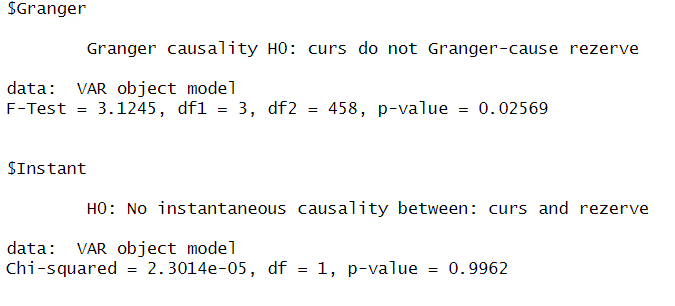 $Granger
Granger causality H0: curs do not Granger-cause rezerve
data:  VAR object model
F-Test = 3.1245, df1 = 3, df2 = 458, p-value = 0.02569
$Instant
H0: No instantaneous causality between: curs and rezerve
data:  VAR object model
Chi-squared = 2.3014e-05, df = 1, p-value = 0.9962